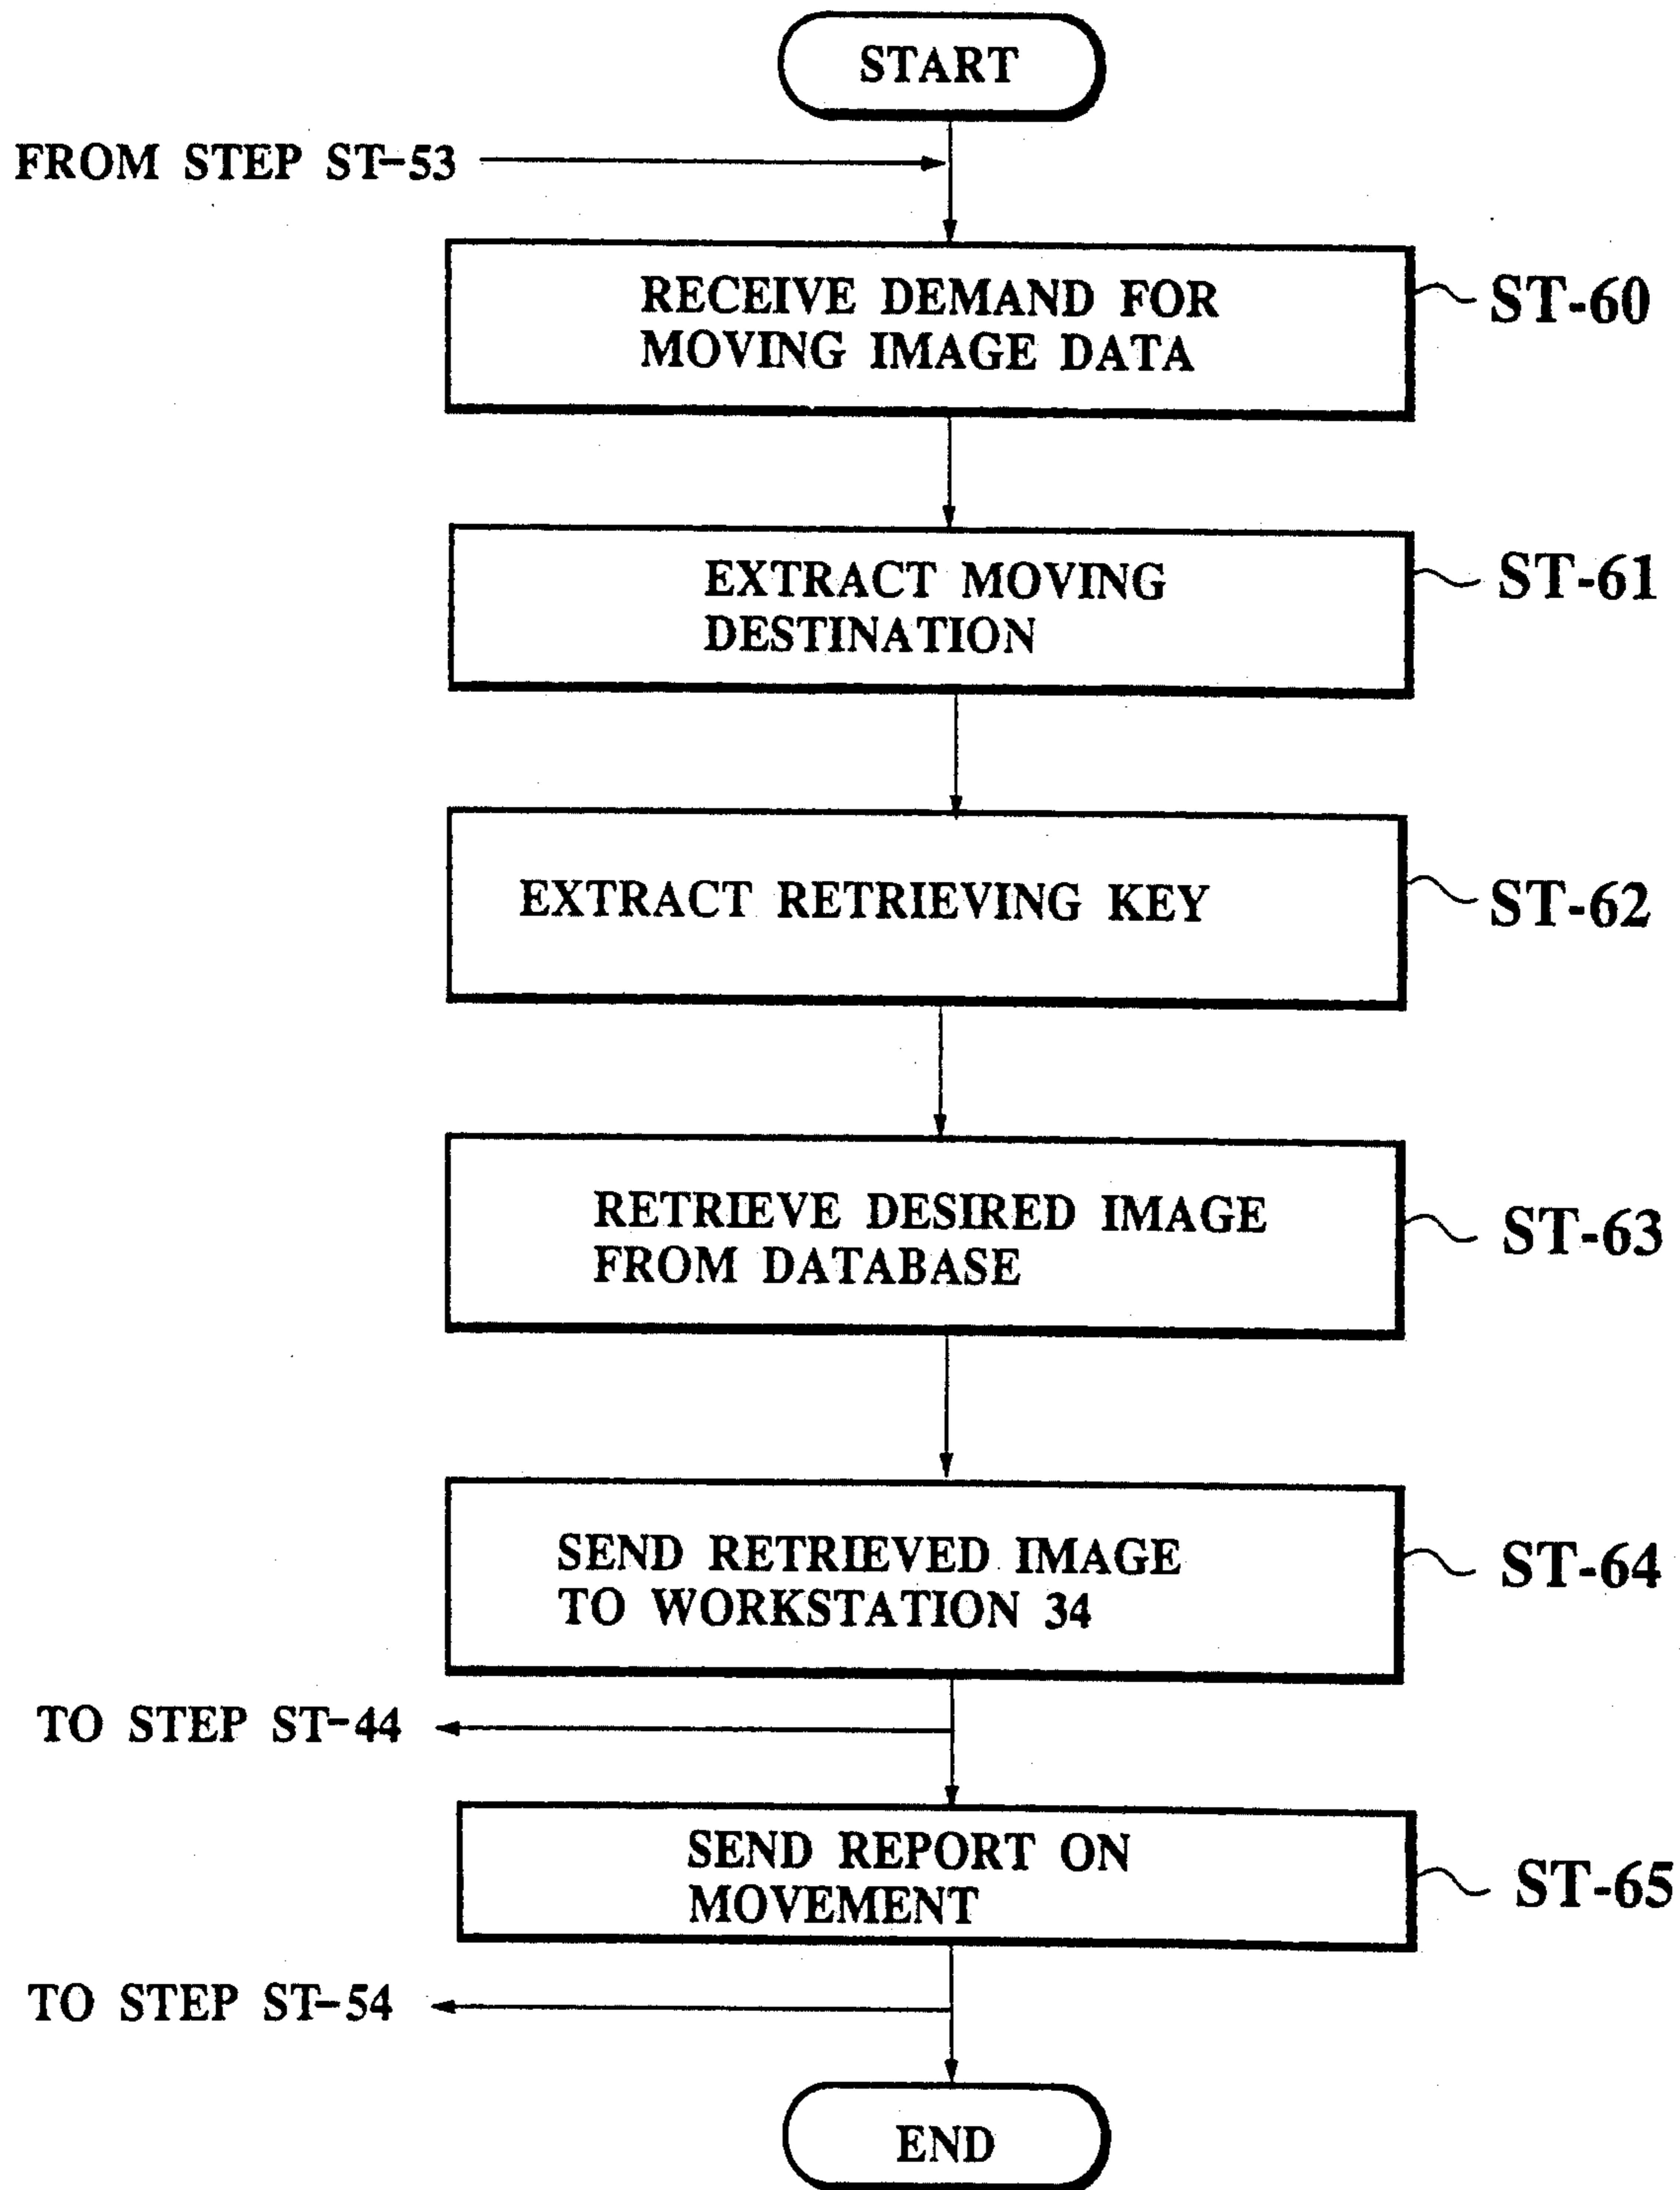 START
FROM STEP ST-53
RECEIVE DEMAND FOR
MOVING IMAGE DATA
ST-60
EXTRACT MOVING
DESTINATION
ST-61
EXTRACT RETRIEVING KEY
ST-62
RETRIEVE DESIRED IMAGE
FROM DATABASE
ST-63
SEND RETRIEVED IMAGE
TO WORKSTATION 34
ST-64
TO STEP ST-44
SEND REPORT ON
MOVEMENT
ST-65
TO STEP ST-54
END